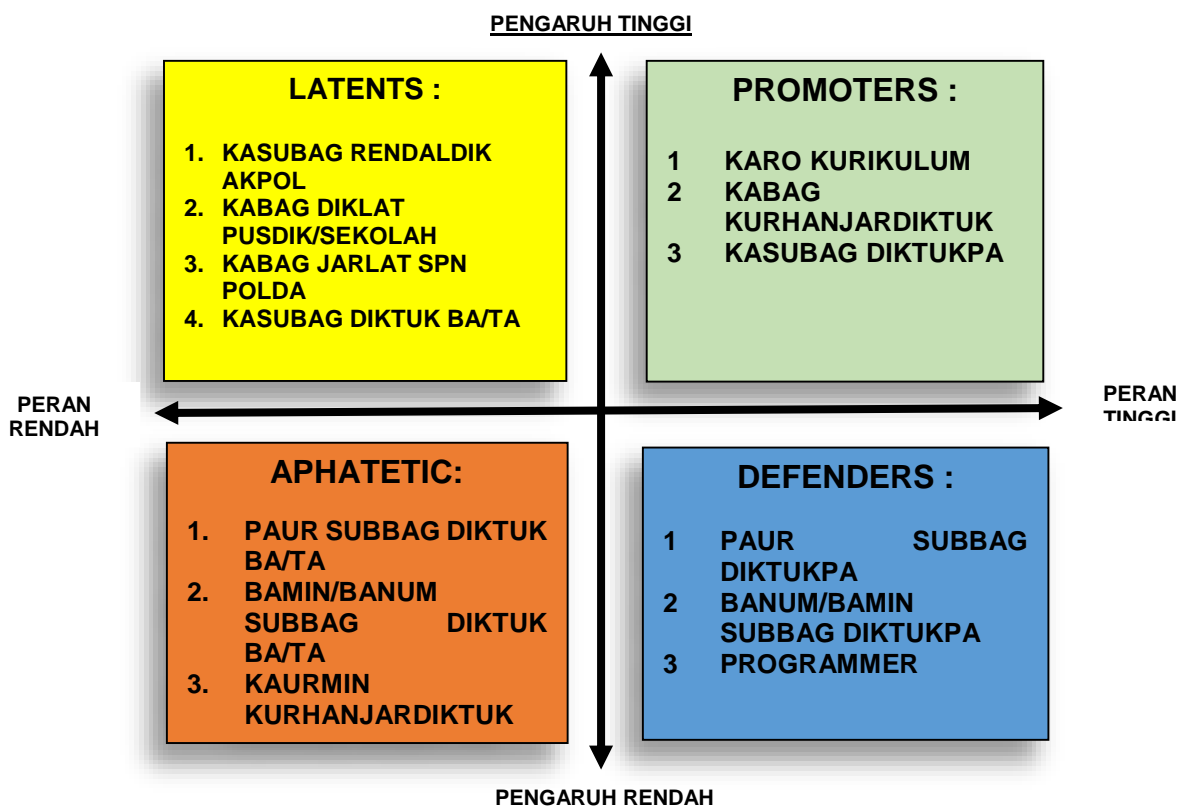 PENGARUH TINGGI
LATENTS :
1. KASUBAG RENDALDIK
AKPOL
2. KABAG DIKLAT
PUSDIK/SEKOLAH
3. KABAG JARLAT SPN
POLDA
4. KASUBAG DIKTUK BA/TA
PROMOTERS :
1 KARO KURIKULUM
2 KABAG
KURHANJARDIKTUK
3 KASUBAG DIKTUKPA
PERAN
RENDAH
PERAN
TINGGI
APHATETIC:
1. PAUR SUBBAG DIKTUK
BA/TA
2. BAMIN/BANUM
SUBBAG DIKTUK
BA/TA
3. KAURMIN
KURHANJARDIKTUK
DEFENDERS :
1 PAUR SUBBAG
DIKTUKPA
2 BANUM/BAMIN
SUBBAG DIKTUKPA
3 PROGRAMMER
PENGARUH RENDAH